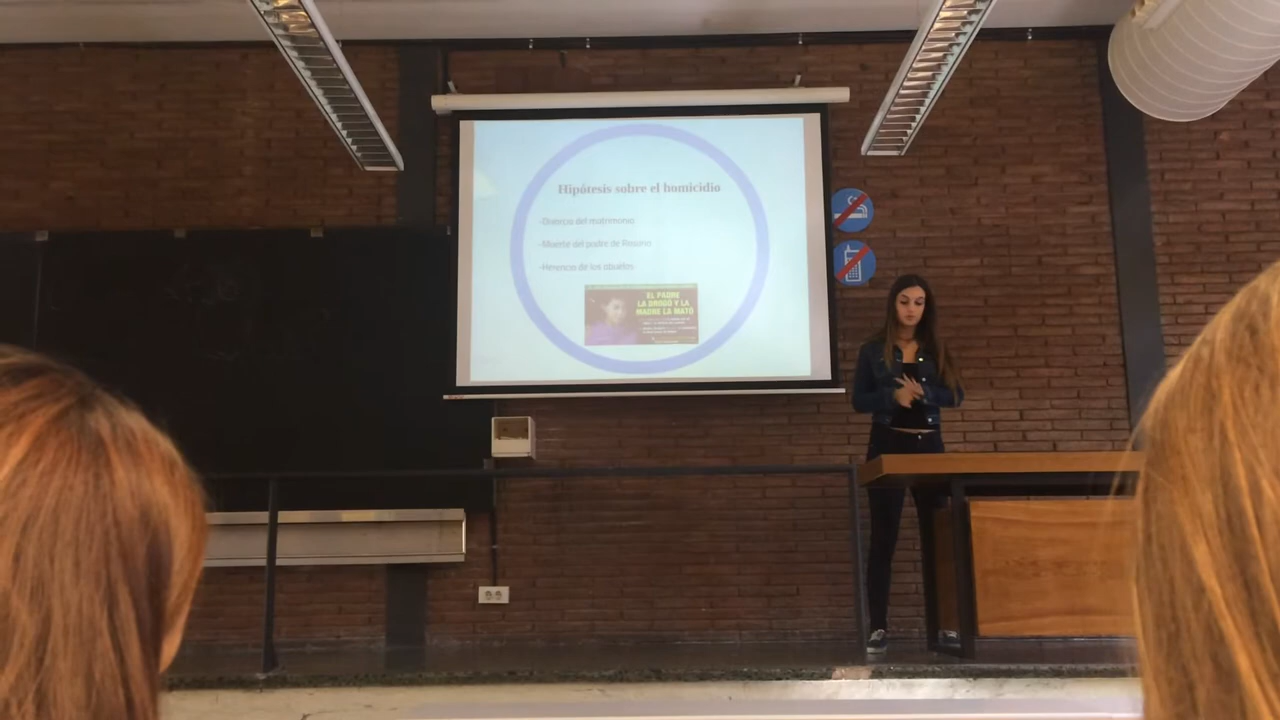 Hipótesis sobre el homicidio
-Divorcio del matrimonio
-Muerte del padre de Rosario
-Herencia de los abuelos
EL PADRE
LA DROGÓ Y LA
MADRE LA MATÓ